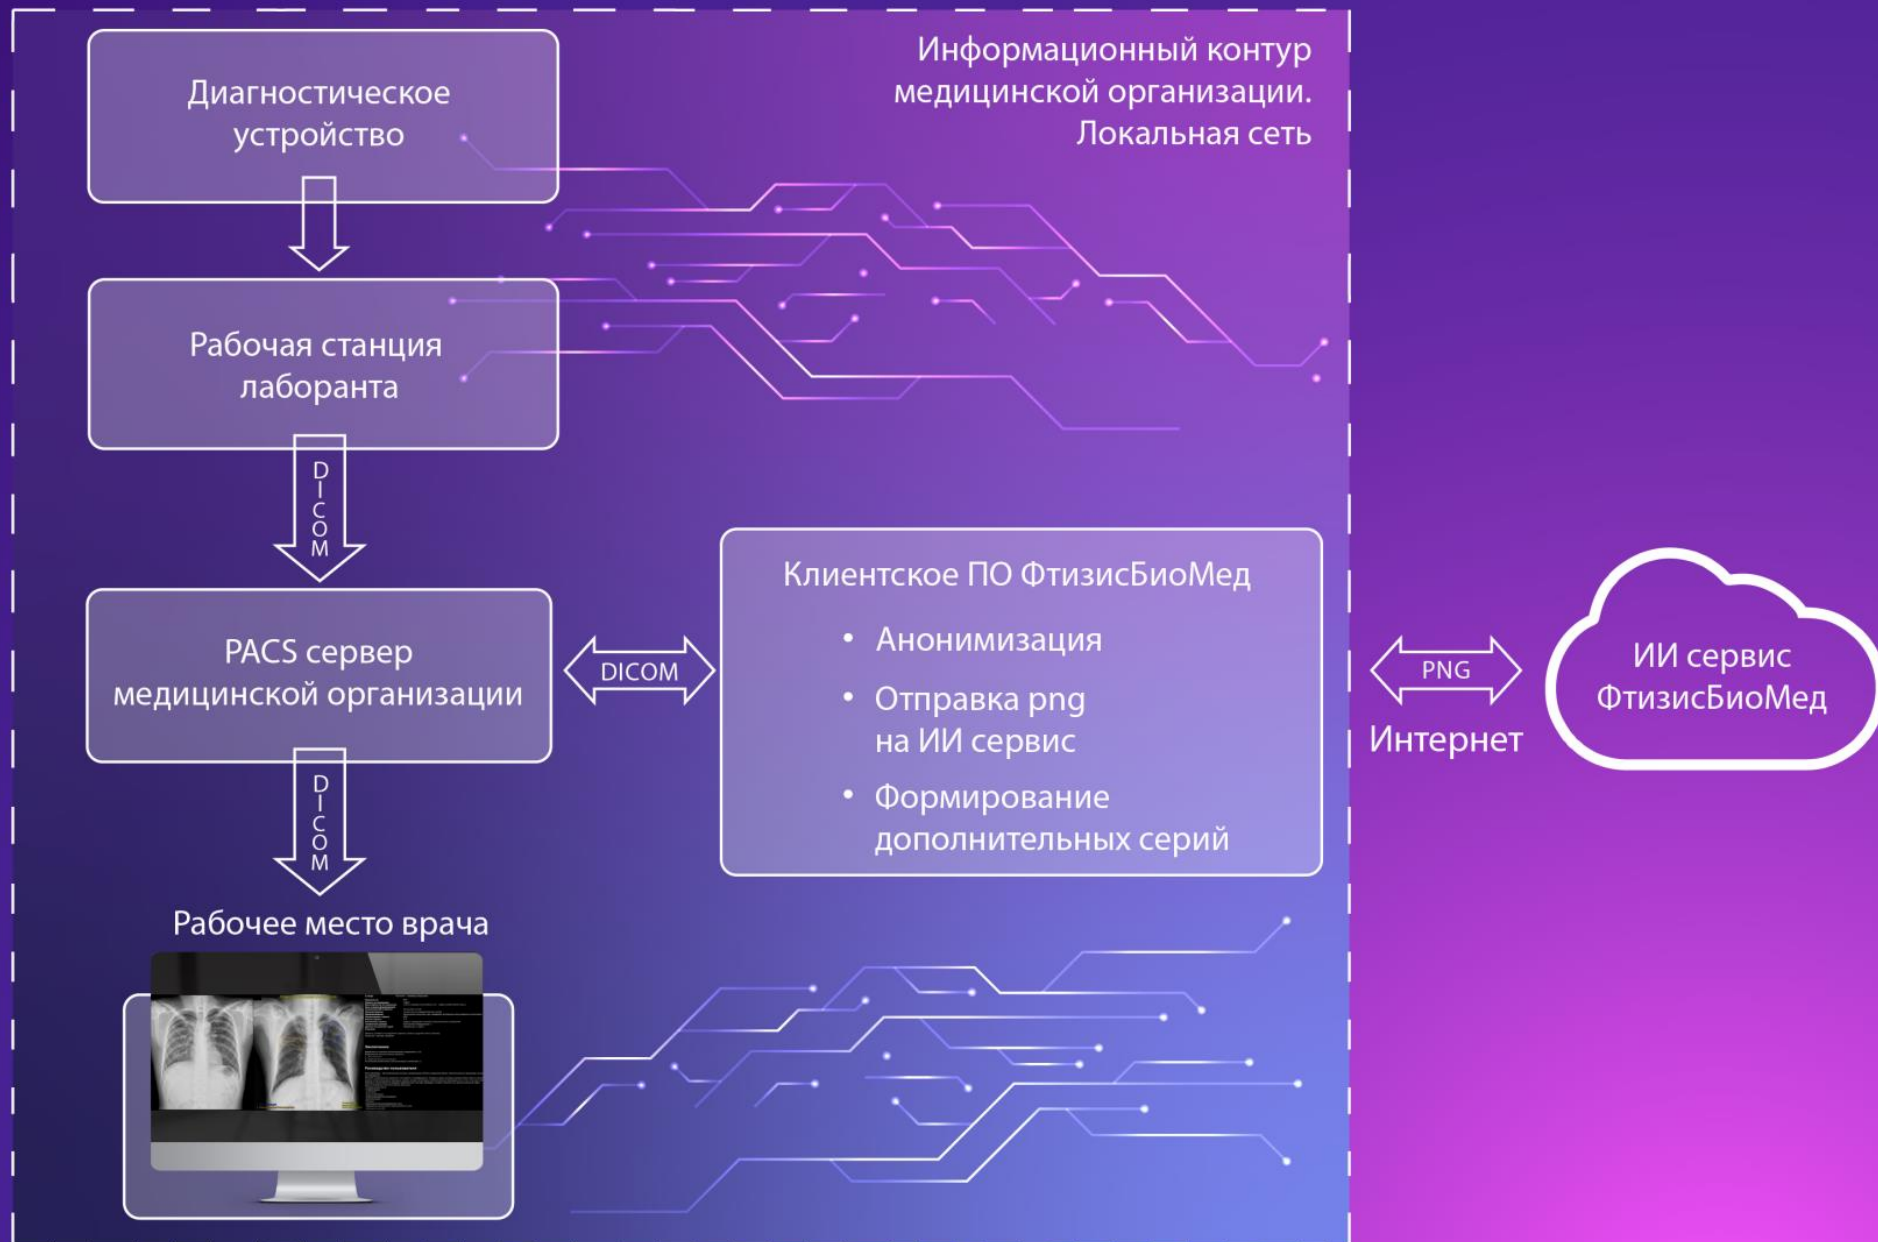 Диагностическое
устройство
Информационный контур
медицинской организации.
Локальная сеть
Рабочая станция
лаборанта
DICOM
PACS сервер
медицинской организации
DICOM
Клиентское ПО ФтизисБиоМед
• Анонимизация
• Отправка png
на ИИ сервис
• Формирование
дополнительных серий
PNG
Интернет
ИИ сервис
ФтизисБиоМед
DICOM
Рабочее место врача